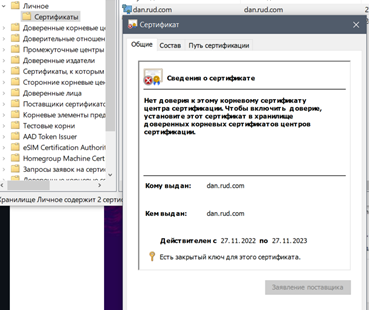 Личное
Сертификаты
Доверенные корневые це
Доверительные отношен
Промежуточные центры
Доверенные издатели
Сертификаты, к которым
Сторонние корневые цен
Доверенные лица
Поставщики сертификато
Корневые элементы пред
Тестовые корни
AAD Token Issuer
eSIM Certification Authorit
Homegroup Machine Cert
Запросы заявок на серти
Хранилище Личное содержит 2 серти
dan.rud.com
dan.rud.com
Сертификат
Общие Состав Путь сертификации
Сведения о сертификате
Нет доверия к этому корневому сертификату
центра сертификации. Чтобы включить доверие,
установите этот сертификат в хранилище
доверенных корневых сертификатов центров
сертификации.
Кому выдан: dan.rud.com
Кем выдан: dan.rud.com
Действителен с 27.11.2022 по 27.11.2023
Есть закрытый ключ для этого сертификата.
Заявление поставщика